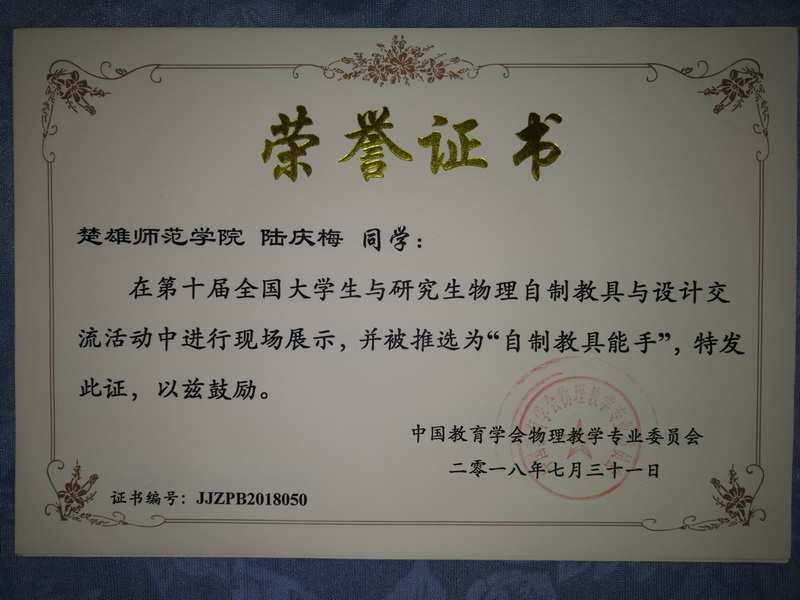 荣誉证书
楚雄师范学院 陆庆梅 同学：
在第十届全国大学生与研究生物理自制教具与设计交
流活动中进行现场展示，并被推选为“自制教具能手”，特发
此证，以兹鼓励。
中国教育学会物理教学专业委员会
二零一八年七月三十一日
证书编号：JJZPB2018050